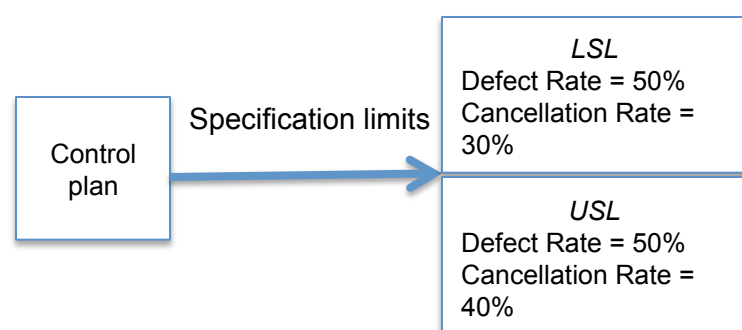 Control
plan
Specification limits
LSL
Defect Rate = 50%
Cancellation Rate =
30%
USL
Defect Rate = 50%
Cancellation Rate =
40%